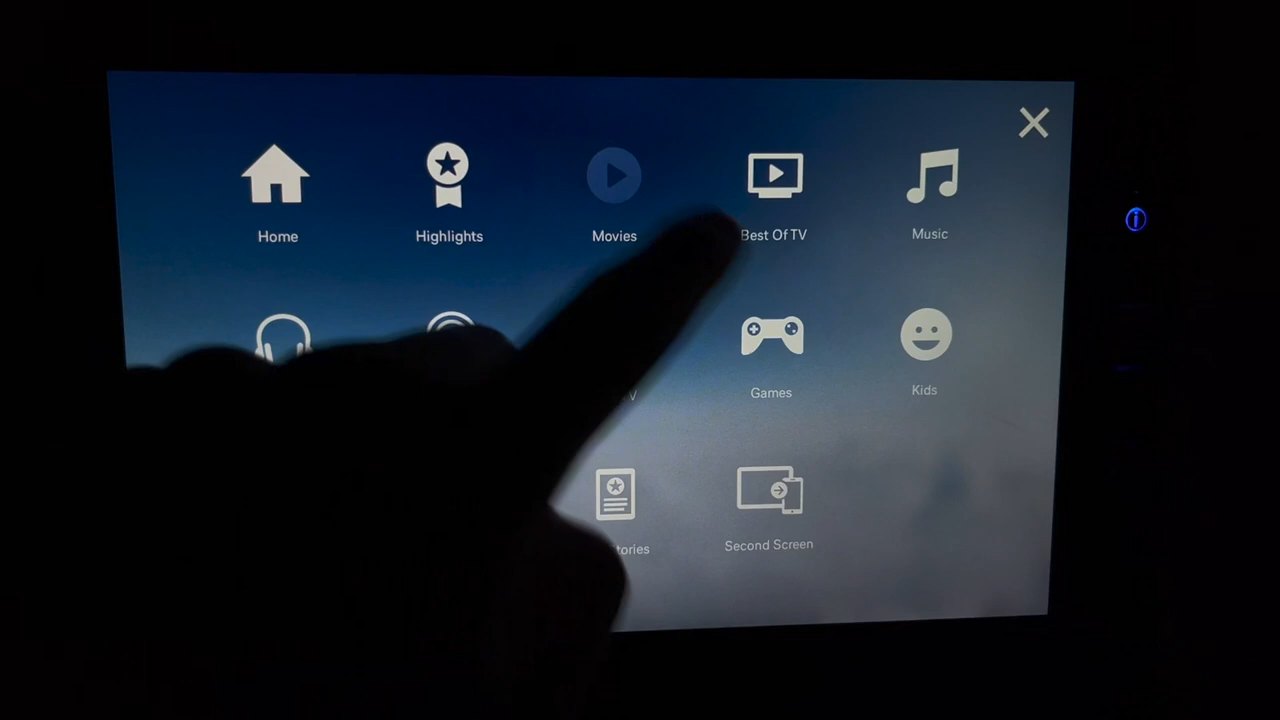 Home
Highlights
Movies
Best Of TV
Music
Games
Kids
Second Screen